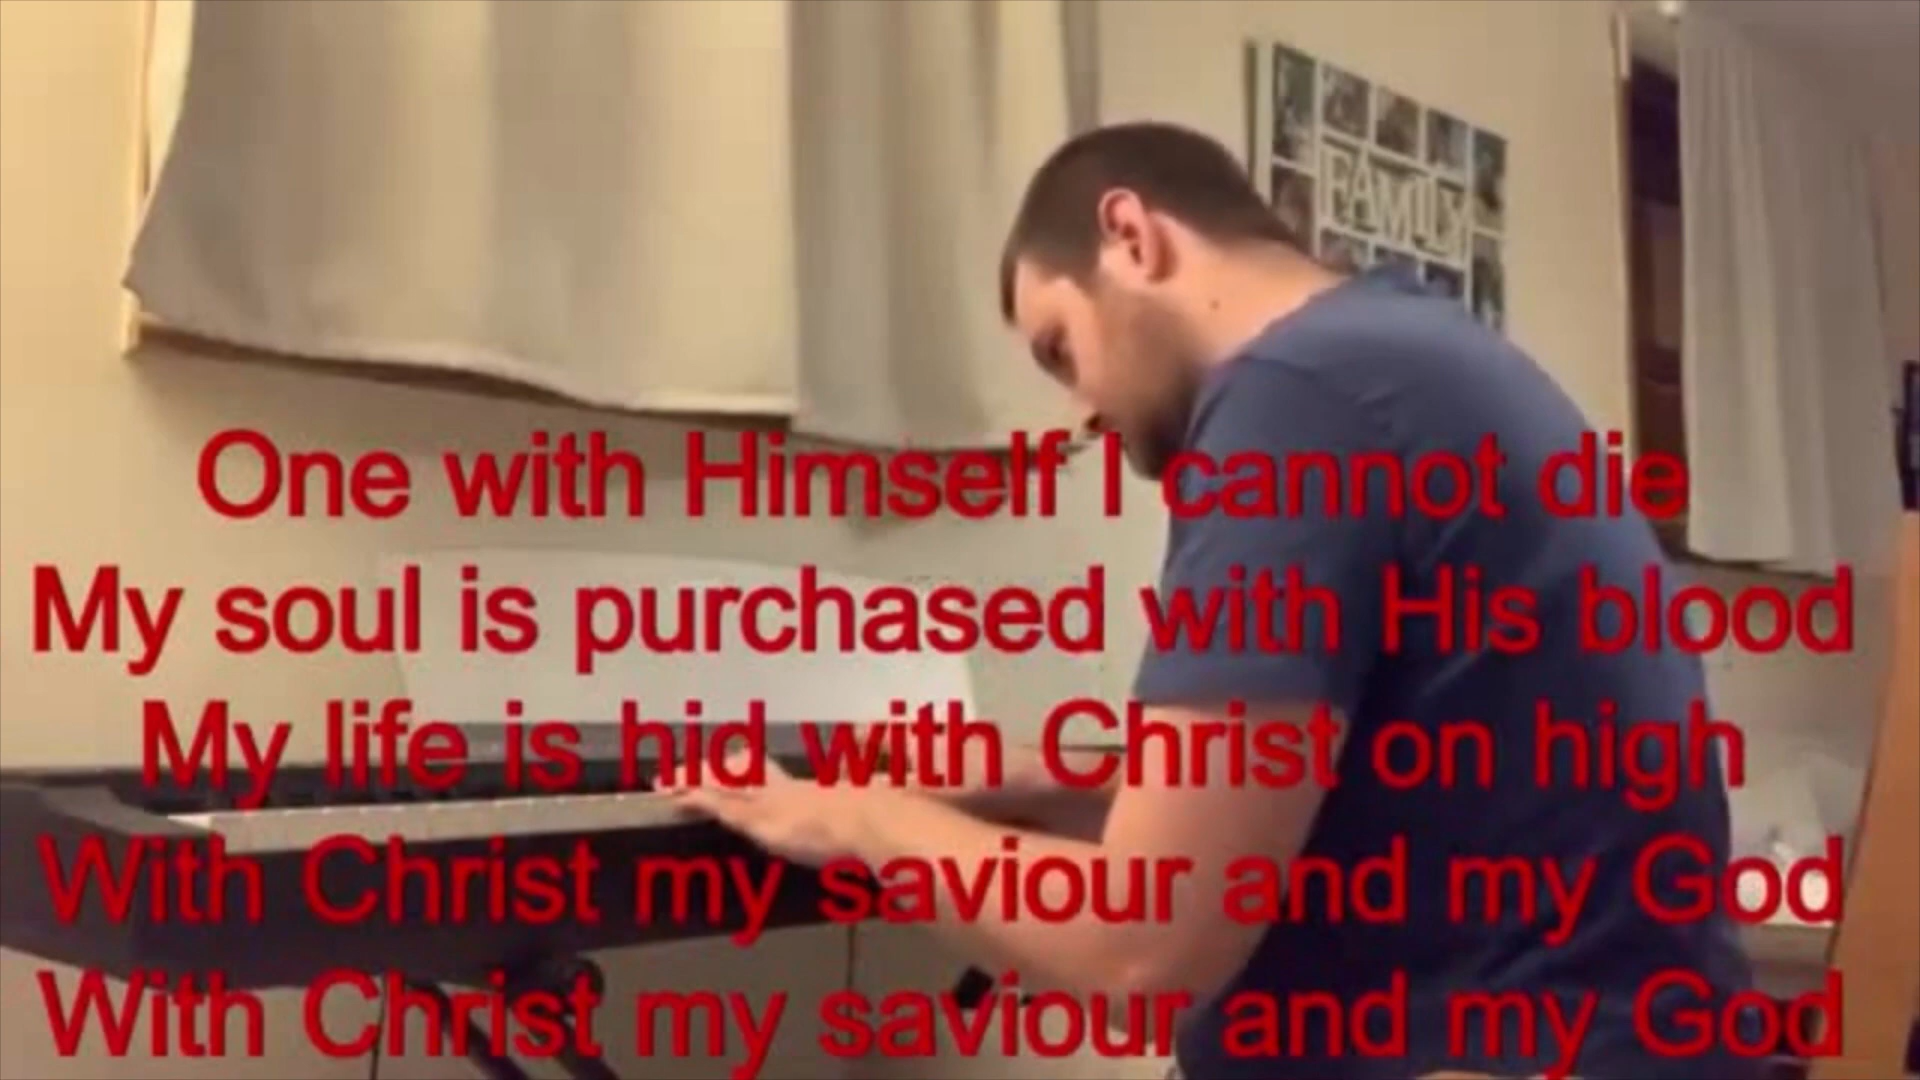 FAMILY
One with Himself I cannot die
My soul is purchased with His blood
My life is hid with Christ on high
With Christ my saviour and my God
With Christ my saviour and my God